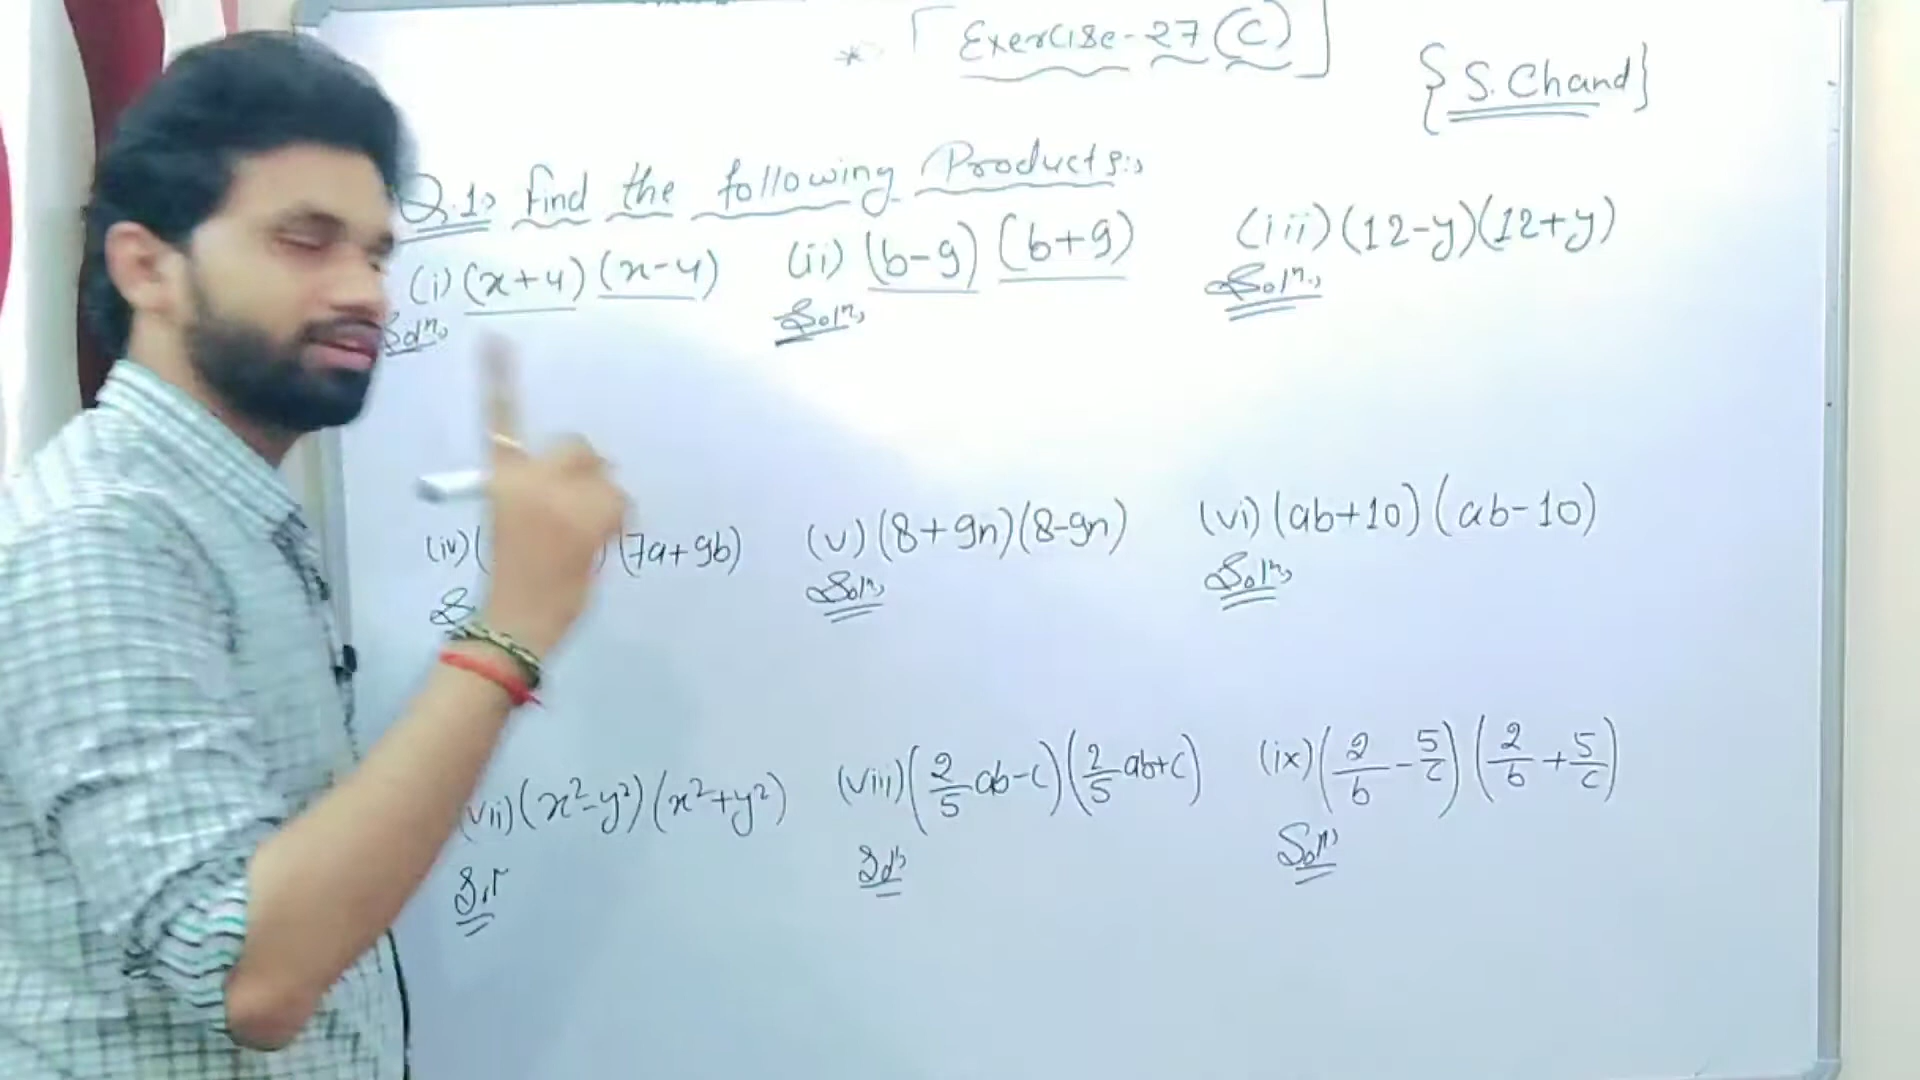 * [Exercise-27(C)]
{S. Chand}
Q.1> Find the following Products:>
(i) (x+4) (x-4) (ii) (b-9) (b+9) (iii) (12-y)(12+y)
Solⁿ> Solⁿ> Solⁿ>
(iv) ( (7a+9b) (v) (8+9n)(8-9n) (vi) (ab+10) (ab-10)
Solⁿ> Solⁿ>
(vii) (x²-y²) (x²+y²) (viii) (2/5 ab-c) (2/5 ab+c) (ix) (2/b - 5/c) (2/b + 5/c)
Solⁿ>